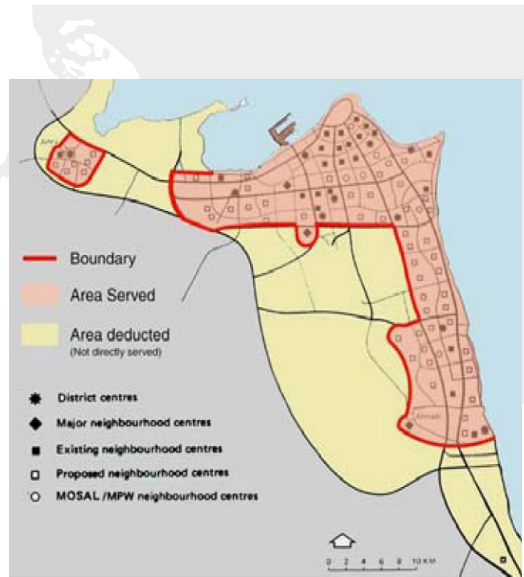 Boundary
Area Served
Area deducted
(Not directly served)
District centres
Major neighbourhood centres
Existing neighbourhood centres
Proposed neighbourhood centres
MOSAL /MPW neighbourhood centres
Ahmadi
0 2 4 6 8 10 KM